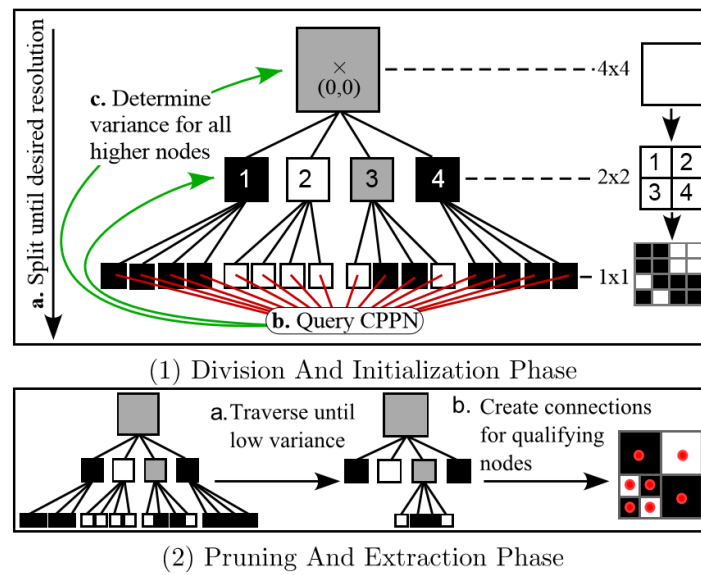 a. Split until desired resolution
c. Determine
variance for all
higher nodes
×
(0,0)
4x4
1 2 3 4
2x2
1 2
3 4
1x1
b. Query CPPN
(1) Division And Initialization Phase
a. Traverse until
low variance
b. Create connections
for qualifying
nodes
(2) Pruning And Extraction Phase